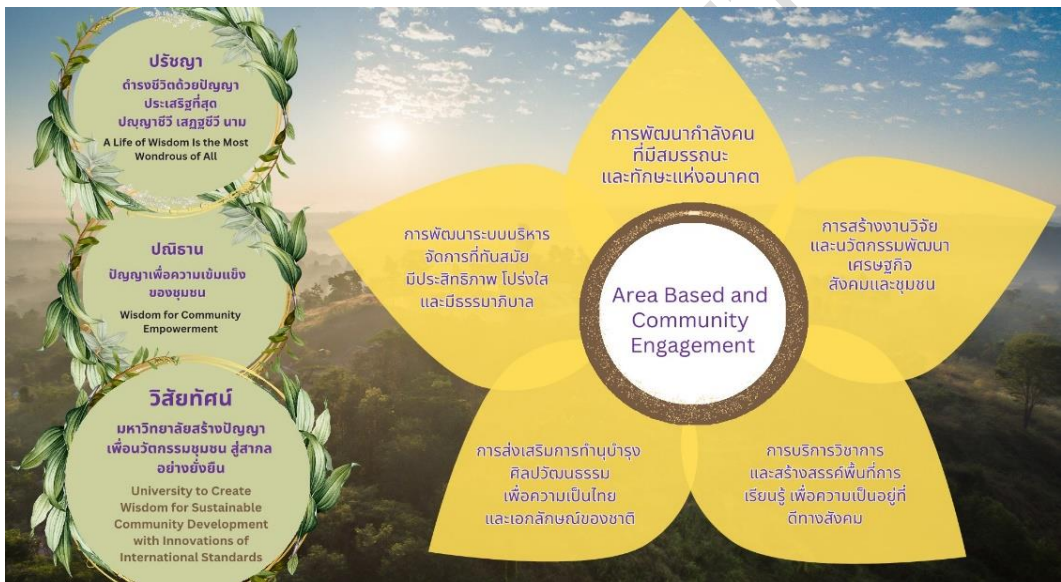 ปรัชญา
ดำรงชีวิตด้วยปัญญา
ประเสริฐที่สุด
ปญฺญาชีวี เสฏฺฐชีวี นาม
A Life of Wisdom Is the Most
Wondrous of All
ปณิธาน
ปัญญาเพื่อความเข้มแข็ง
ของชุมชน
Wisdom for Community
Empowerment
วิสัยทัศน์
มหาวิทยาลัยสร้างปัญญา
เพื่อนวัตกรรมชุมชน สู่สากล
อย่างยั่งยืน
University to Create
Wisdom for Sustainable
Community Development
with Innovations of
International Standards
การพัฒนากำลังคน
ที่มีสมรรถนะ
และทักษะแห่งอนาคต
การพัฒนาระบบบริหาร
จัดการที่ทันสมัย
มีประสิทธิภาพ โปร่งใส
และมีธรรมาภิบาล
การสร้างงานวิจัย
และนวัตกรรมพัฒนา
เศรษฐกิจ
สังคมและชุมชน
Area Based and
Community
Engagement
การส่งเสริมการทำนุบำรุง
ศิลปวัฒนธรรม
เพื่อความเป็นไทย
และเอกลักษณ์ของชาติ
การบริการวิชาการ
และสร้างสรรค์พื้นที่การ
เรียนรู้ เพื่อความเป็นอยู่ที่
ดีทางสังคม